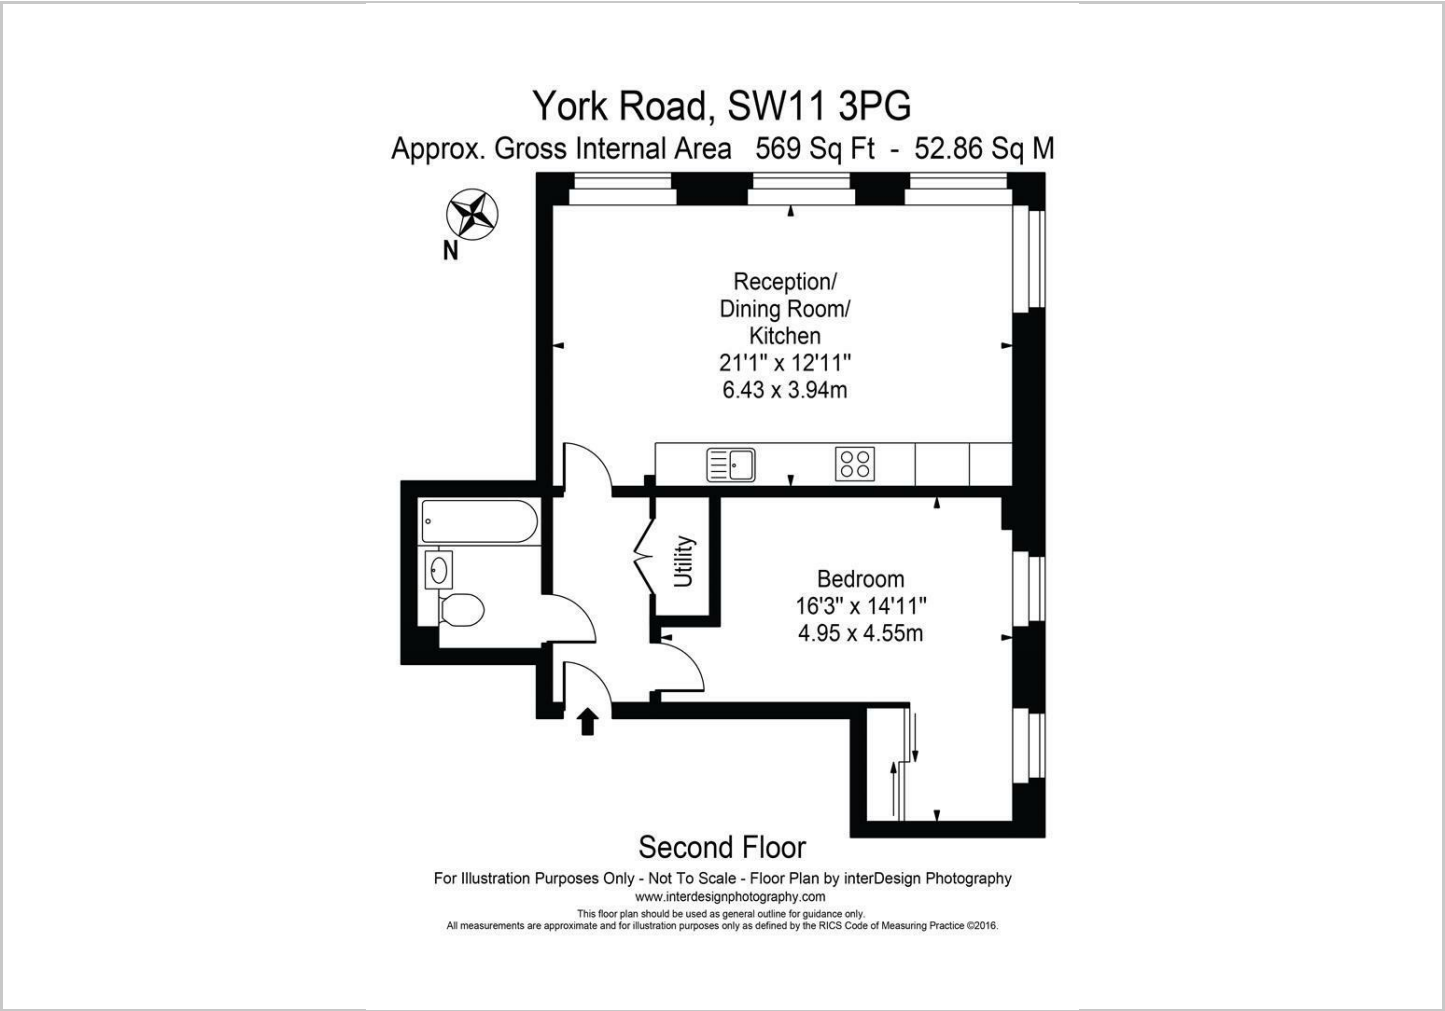 York Road, SW11 3PG
Approx. Gross Internal Area 569 Sq Ft - 52.86 Sq M
N
Reception/
Dining Room/
Kitchen
21'1" x 12'11"
6.43 x 3.94m
Utility
Bedroom
16'3" x 14'11"
4.95 x 4.55m
Second Floor
For Illustration Purposes Only - Not To Scale - Floor Plan by interDesign Photography
www.interdesignphotography.com
This floor plan should be used as general outline for guidance only.
All measurements are approximate and for illustration purposes only as defined by the RICS Code of Measuring Practice ©2016.